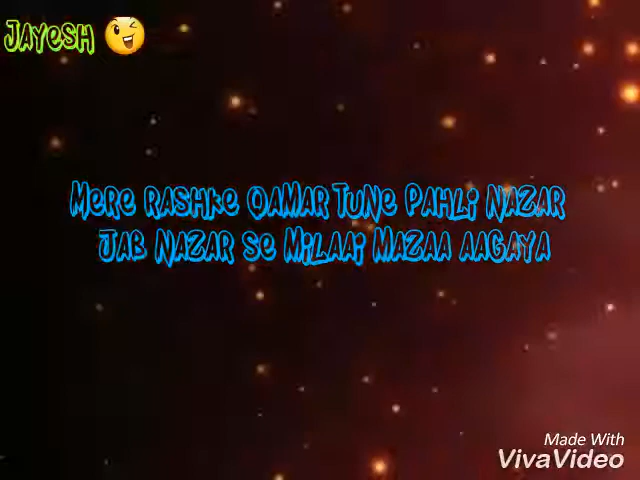 Jayesh 😉
Mere rashke Qamar Tune Pahli Nazar
Jab Nazar se Milaai Mazaa aagaya
Made With
VivaVideo